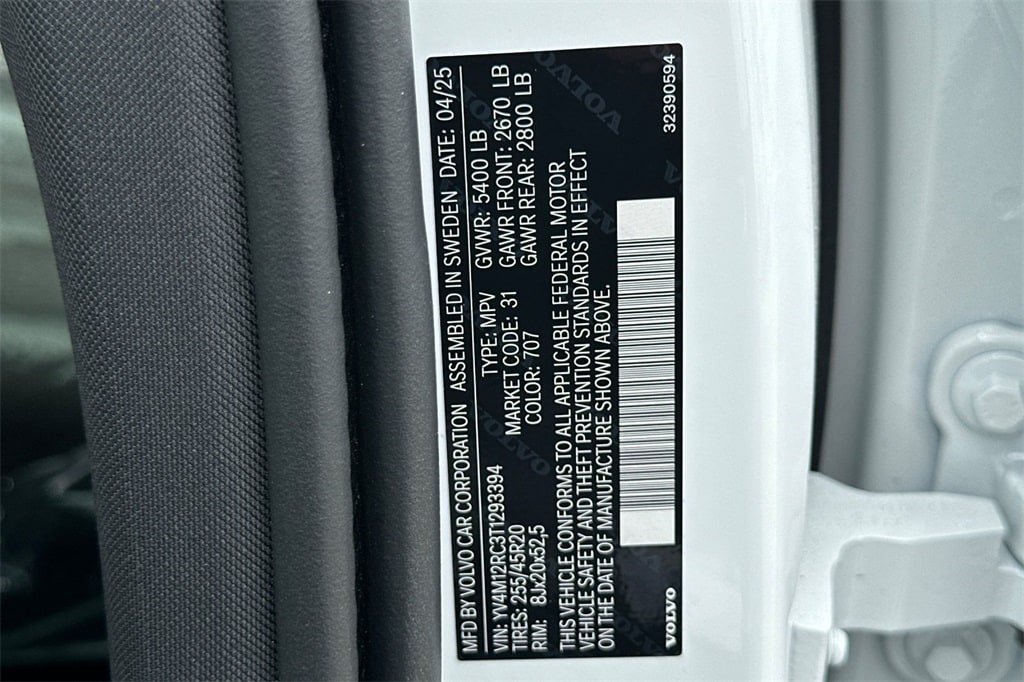 MFD BY VOLVO CAR CORPORATION ASSEMBLED IN SWEDEN DATE: 04/25
VIN: YV4M12RC3T1293394 TYPE: MPV GVWR: 5400 LB
TIRES: 255/45R20 MARKET CODE: 31 GAWR FRONT: 2670 LB
RIM: 8Jx20x52,5 COLOR: 707 GAWR REAR: 2800 LB
THIS VEHICLE CONFORMS TO ALL APPLICABLE FEDERAL MOTOR
VEHICLE SAFETY AND THEFT PREVENTION STANDARDS IN EFFECT
ON THE DATE OF MANUFACTURE SHOWN ABOVE.
VOLVO 32390594
VOLVO
VOLVO